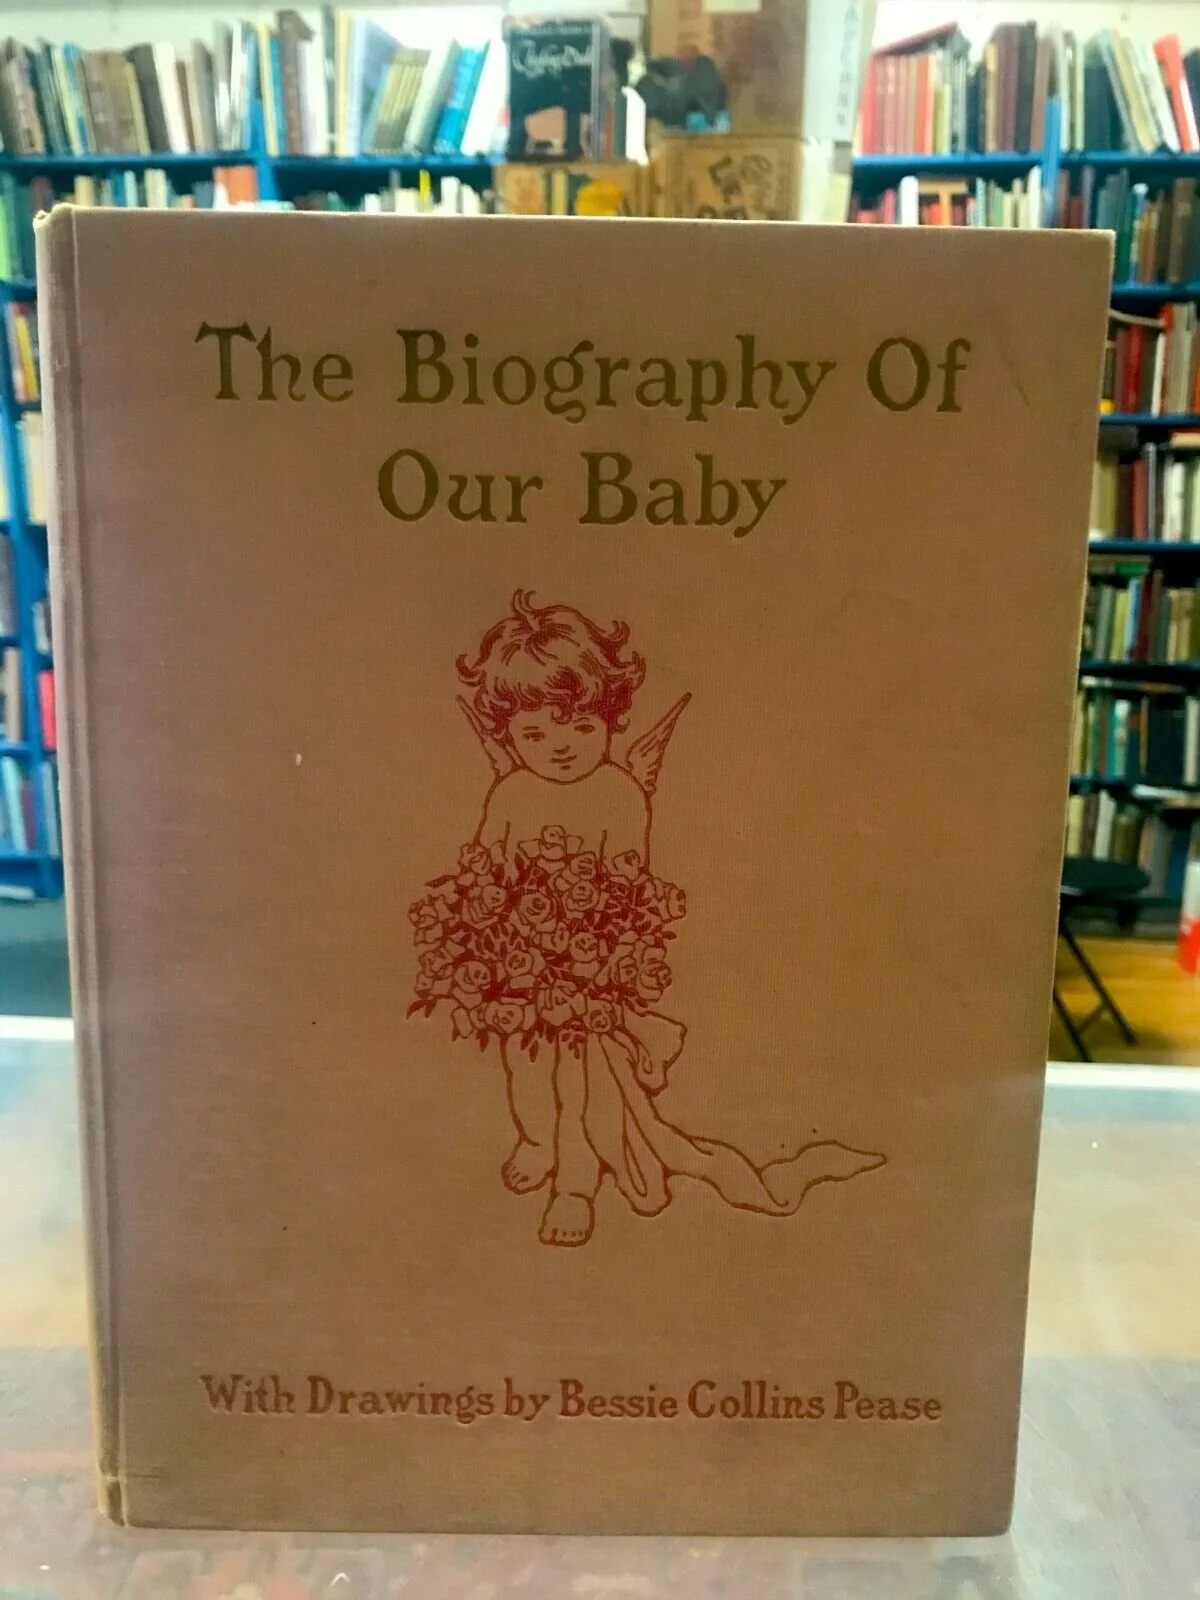 The Biography Of
Our Baby
With Drawings by Bessie Collins Pease